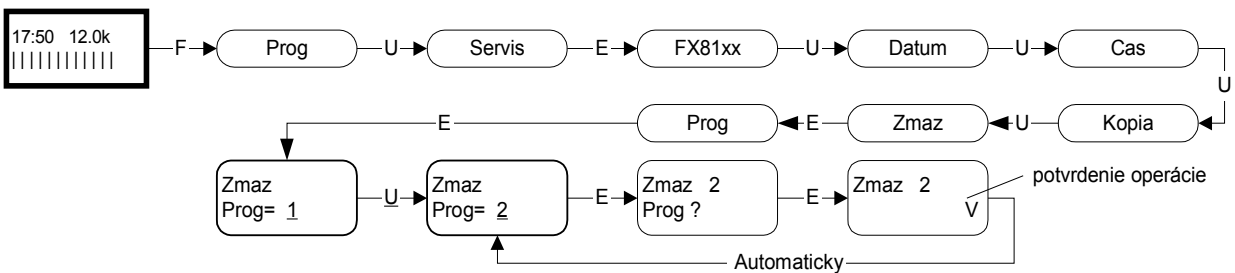 17:50 12.0k
||||||||||||
F Prog U Servis E FX81xx U Datum U Cas
U
E Prog E Zmaz U Kopia
Zmaz
Prog= 1
U
Zmaz
Prog= 2
E
Zmaz 2
Prog ?
E
Zmaz 2
V
potvrdenie operácie
Automaticky